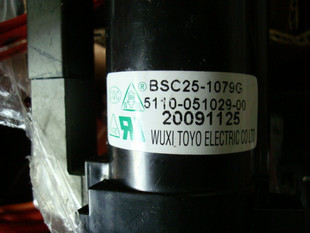 BSC25-1079G
5110-051029-00
20091125
WUXI TOYO ELECTRIC CO LTD